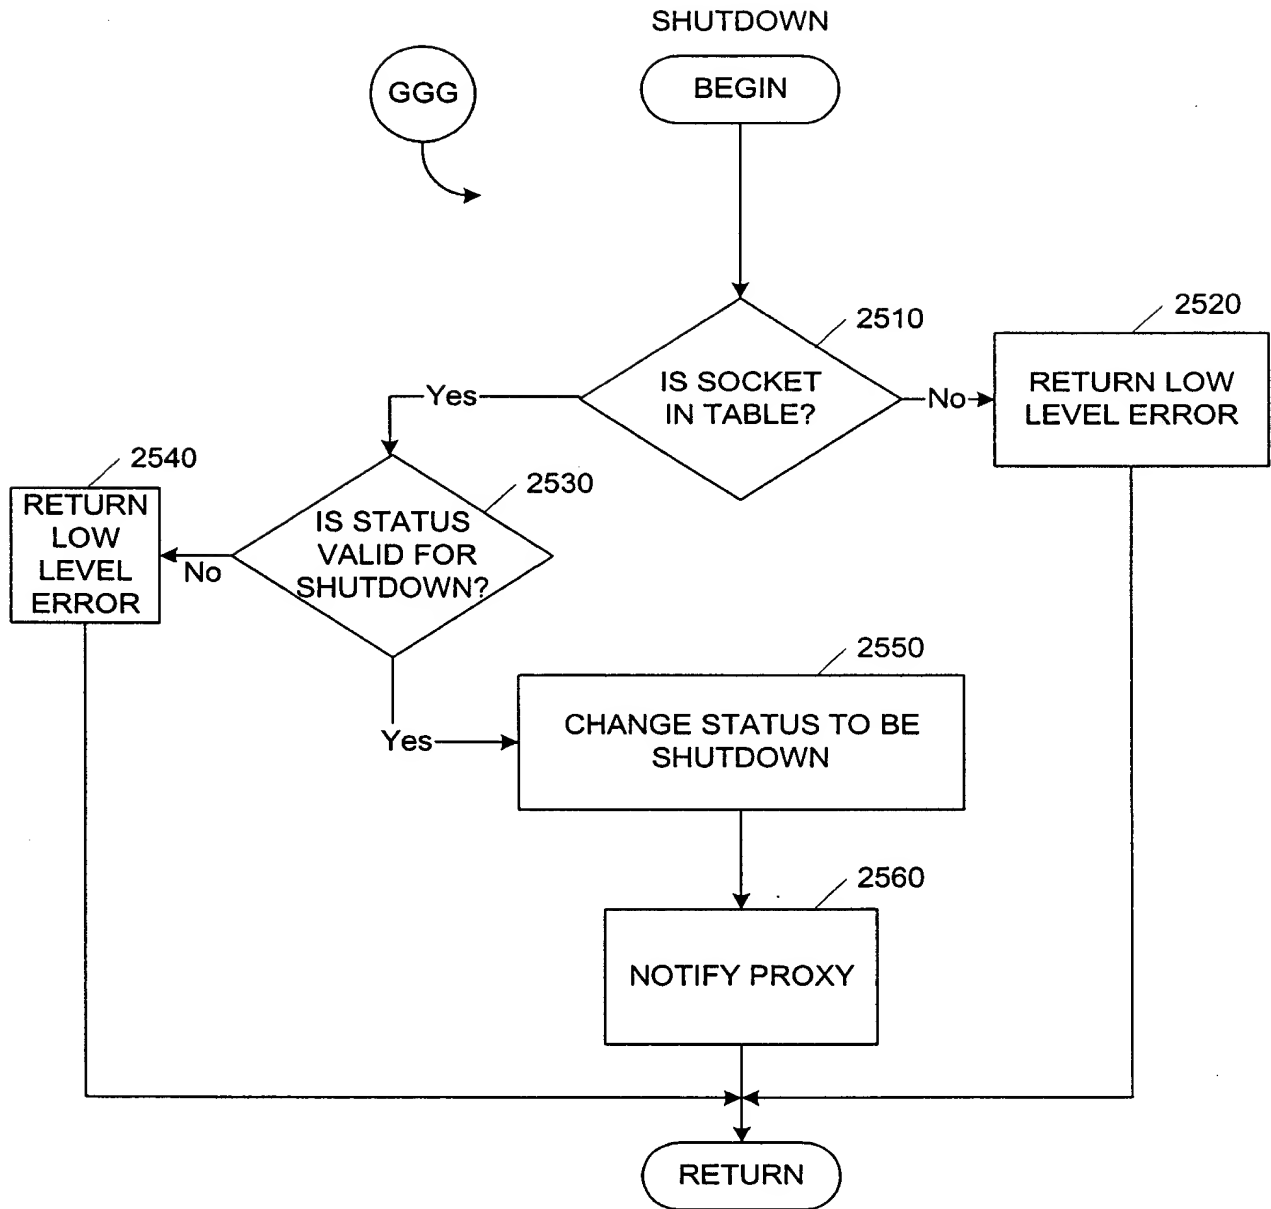 SHUTDOWN
GGG
BEGIN
2510
IS SOCKET
IN TABLE?
Yes
No
2520
RETURN LOW
LEVEL ERROR
2540
RETURN
LOW
LEVEL
ERROR
2530
IS STATUS
VALID FOR
SHUTDOWN?
No
Yes
2550
CHANGE STATUS TO BE
SHUTDOWN
2560
NOTIFY PROXY
RETURN